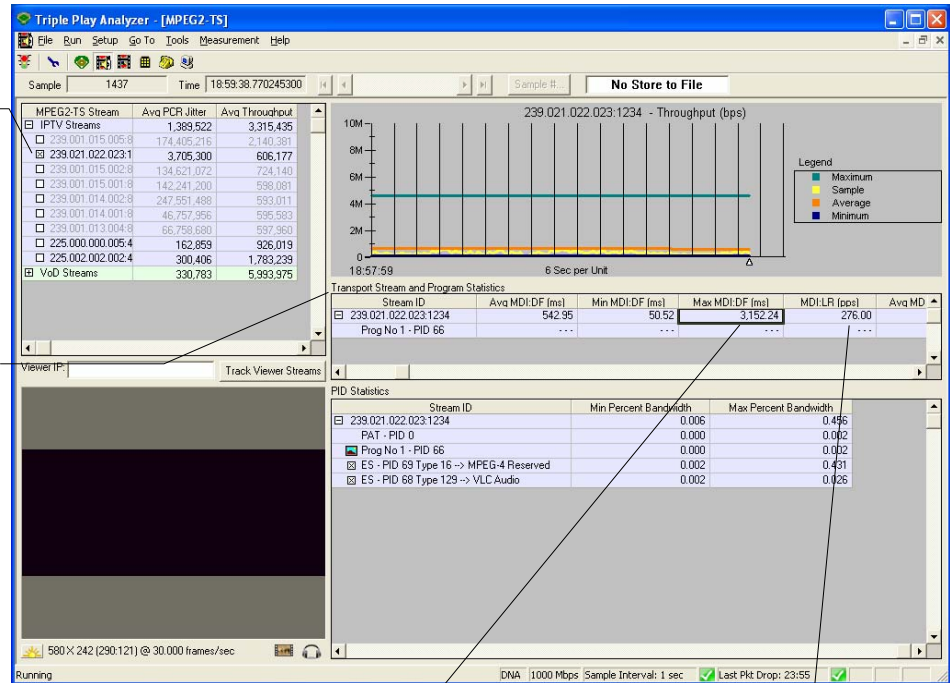 Triple Play Analyzer - [MPEG2-TS]
File Run Setup Go To Tools Measurement Help
Sample 1437 Time 18:59:38.770245300 Sample #... No Store to File
MPEG2-TS Stream Avg PCR Jitter Avg Throughput
IPTV Streams 1,389,522 3,315,435
239.001.015.005:8 174,405,216 2,140,381
239.021.022.023:1 3,705,300 606,177
239.001.015.002:8 134,621,072 724,140
239.001.015.001:8 142,241,200 598,081
239.001.014.002:8 247,551,488 593,011
239.001.014.001:8 46,757,956 595,583
239.001.013.004:8 66,758,680 597,960
225.000.000.005:4 162,859 926,019
225.002.002.002:4 300,406 1,783,239
VoD Streams 330,783 5,993,975
Viewer IP: Track Viewer Streams
239.021.022.023:1234 - Throughput (bps)
10M
8M
6M
4M
2M
0
18:57:59 6 Sec per Unit
Legend
Maximum
Sample
Average
Minimum
Transport Stream and Program Statistics
Stream ID Avg MDI:DF (ms) Min MDI:DF (ms) Max MDI:DF (ms) MDI:LR (pps) Avg MD
239.021.022.023:1234 542.95 50.52 3,152.24 276.00
Prog No 1 - PID 66 --- --- --- ---
PID Statistics
Stream ID Min Percent Bandwidth Max Percent Bandwidth
239.021.022.023:1234 0.006 0.456
PAT - PID 0 0.000 0.002
Prog No 1 - PID 66 0.000 0.002
ES - PID 69 Type 16 --> MPEG-4 Reserved 0.002 0.431
ES - PID 68 Type 129 --> VLC Audio 0.002 0.026
580 X 242 (290:121) @ 30.000 frames/sec
Running DNA 1000 Mbps Sample Interval: 1 sec Last Pkt Drop: 23:55